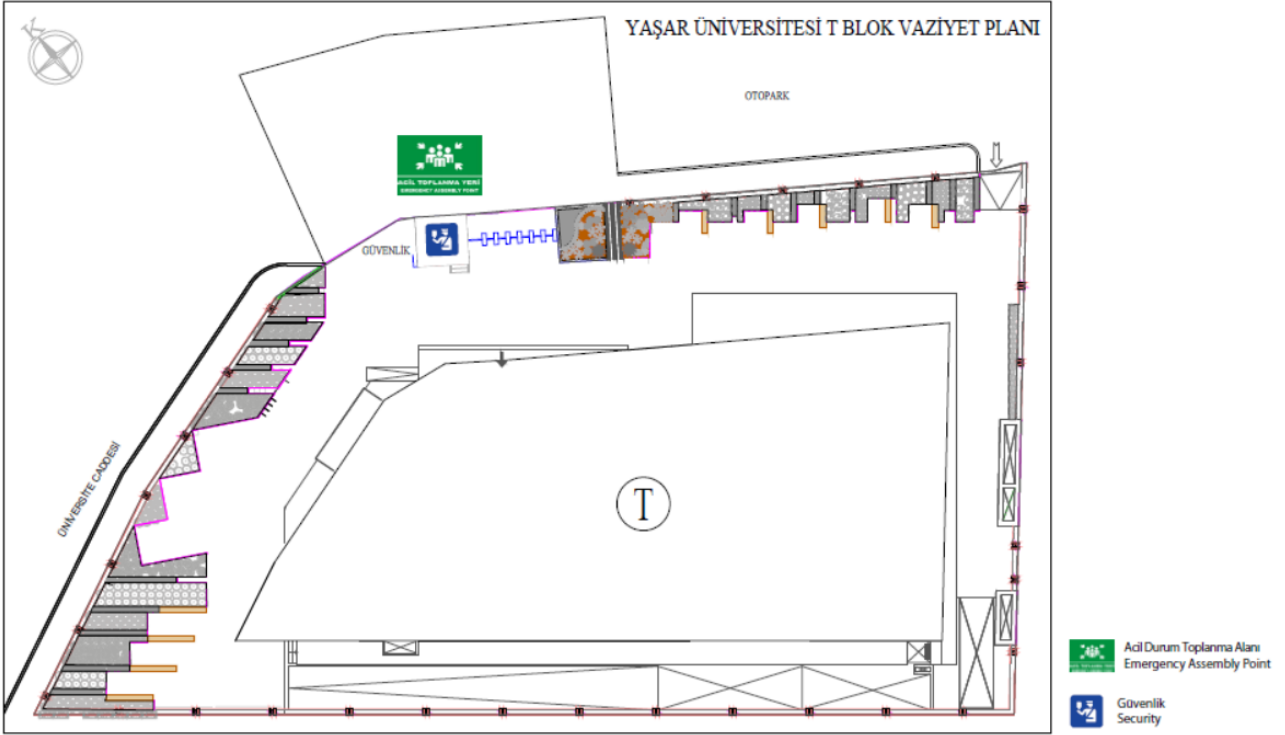 K
YAŞAR ÜNİVERSİTESİ T BLOK VAZİYET PLANI
OTOPARK
ACİL TOPLANMA YERİ
EMERGENCY ASSEMBLY POINT
GÜVENLİK
ÜNİVERSİTE CADDESİ
T
Acil Durum Toplanma Alanı
Emergency Assembly Point
Güvenlik
Security